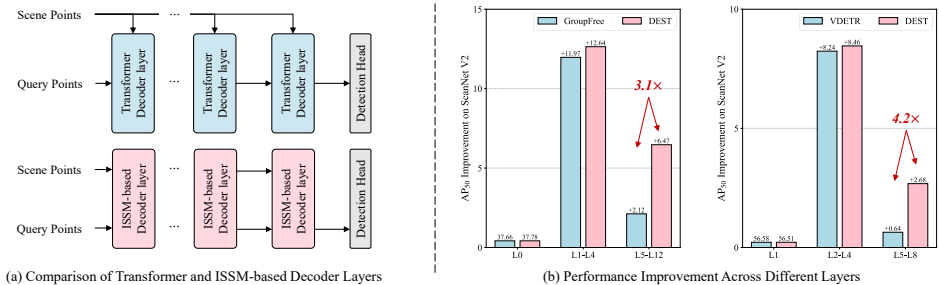 Scene Points
...
...
Query Points
Transformer
Decoder layer
...
Transformer
Decoder layer
Transformer
Decoder layer
Detection Head
Scene Points
...
Query Points
ISSM-based
Decoder layer
...
ISSM-based
Decoder layer
ISSM-based
Decoder layer
Detection Head
(a) Comparison of Transformer and ISSM-based Decoder Layers
AP50 Improvement on ScanNet V2
15
10
5
0
GroupFree
DEST
37.66
37.78
+11.97
+12.64
+2.12
+6.47
3.1×
L0
L1-L4
L5-L12
AP50 Improvement on ScanNet V2
10
5
0
VDETR
DEST
56.58
56.51
+8.24
+8.46
+0.64
+2.68
4.2×
L1
L2-L4
L5-L8
(b) Performance Improvement Across Different Layers